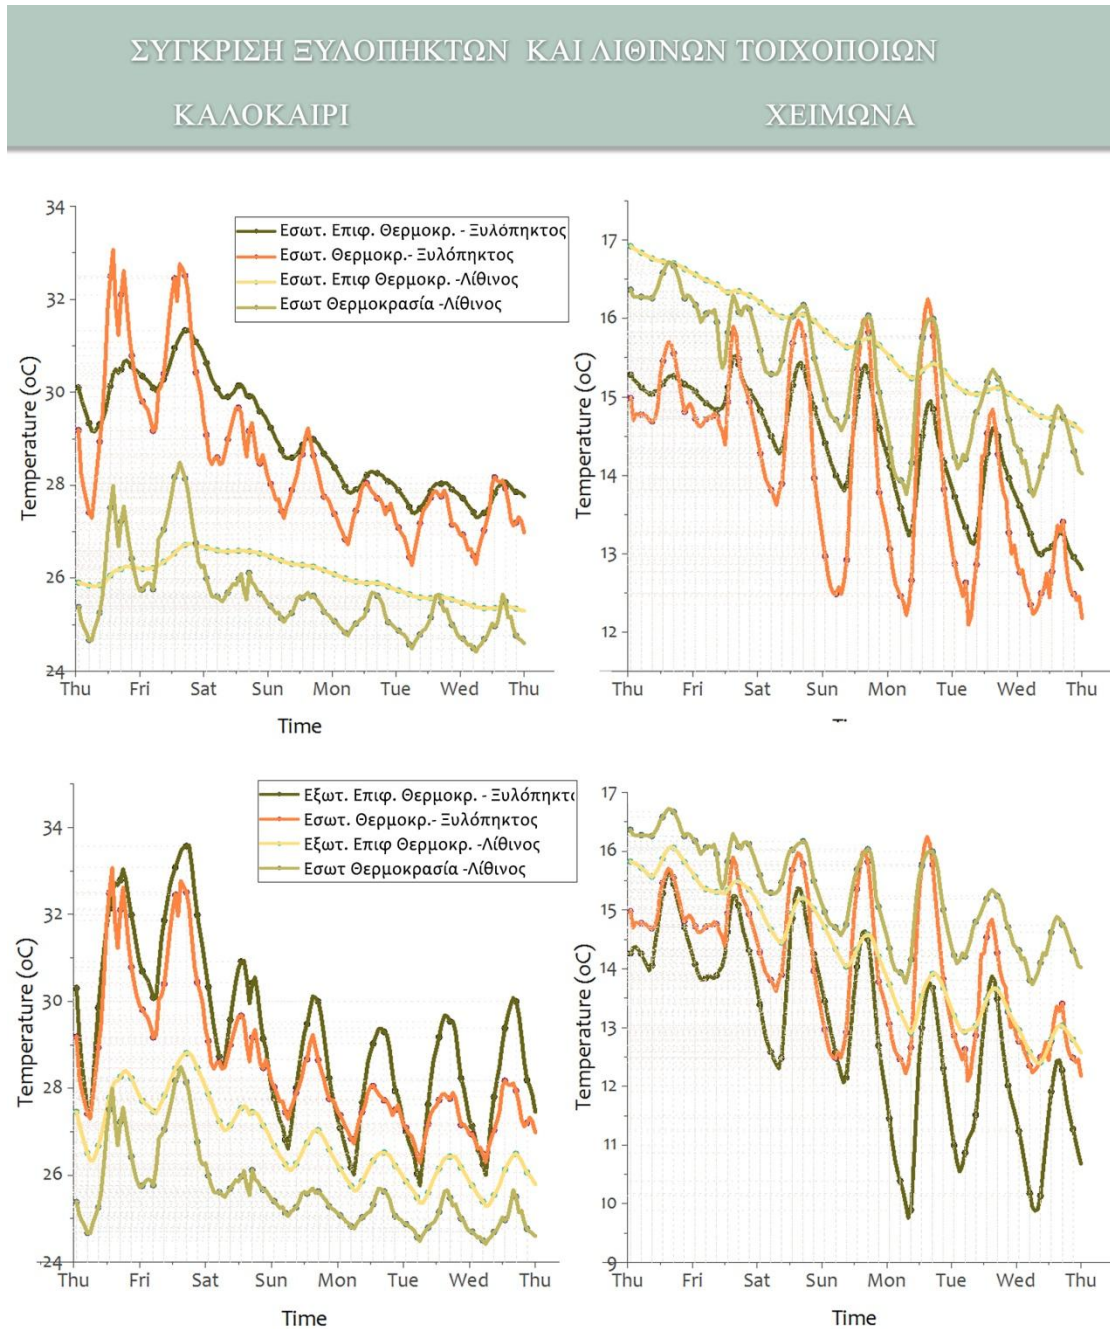 ΣΥΓΚΡΙΣΗ ΞΥΛΟΠΗΚΤΩΝ ΚΑΙ ΛΙΘΙΝΩΝ ΤΟΙΧΟΠΟΙΩΝ
ΚΑΛΟΚΑΙΡΙ ΧΕΙΜΩΝΑ
Temperature (oC)
34
32
30
28
26
24
Εσωτ. Επιφ. Θερμοκρ. - Ξυλόπηκτος
Εσωτ. Θερμοκρ.- Ξυλόπηκτος
Εσωτ. Επιφ Θερμοκρ. -Λίθινος
Εσωτ Θερμοκρασία -Λίθινος
Thu Fri Sat Sun Mon Tue Wed Thu
Time
Temperature (oC)
17
16
15
14
13
12
Thu Fri Sat Sun Mon Tue Wed Thu
Temperature (oC)
34
32
30
28
26
24
Εξωτ. Επιφ. Θερμοκρ. - Ξυλόπηκτο
Εσωτ. Θερμοκρ.- Ξυλόπηκτος
Εξωτ. Επιφ Θερμοκρ. -Λίθινος
Εσωτ Θερμοκρασία -Λίθινος
Thu Fri Sat Sun Mon Tue Wed Thu
Time
Temperature (oC)
17
16
15
14
13
12
11
10
9
Thu Fri Sat Sun Mon Tue Wed Thu
Time